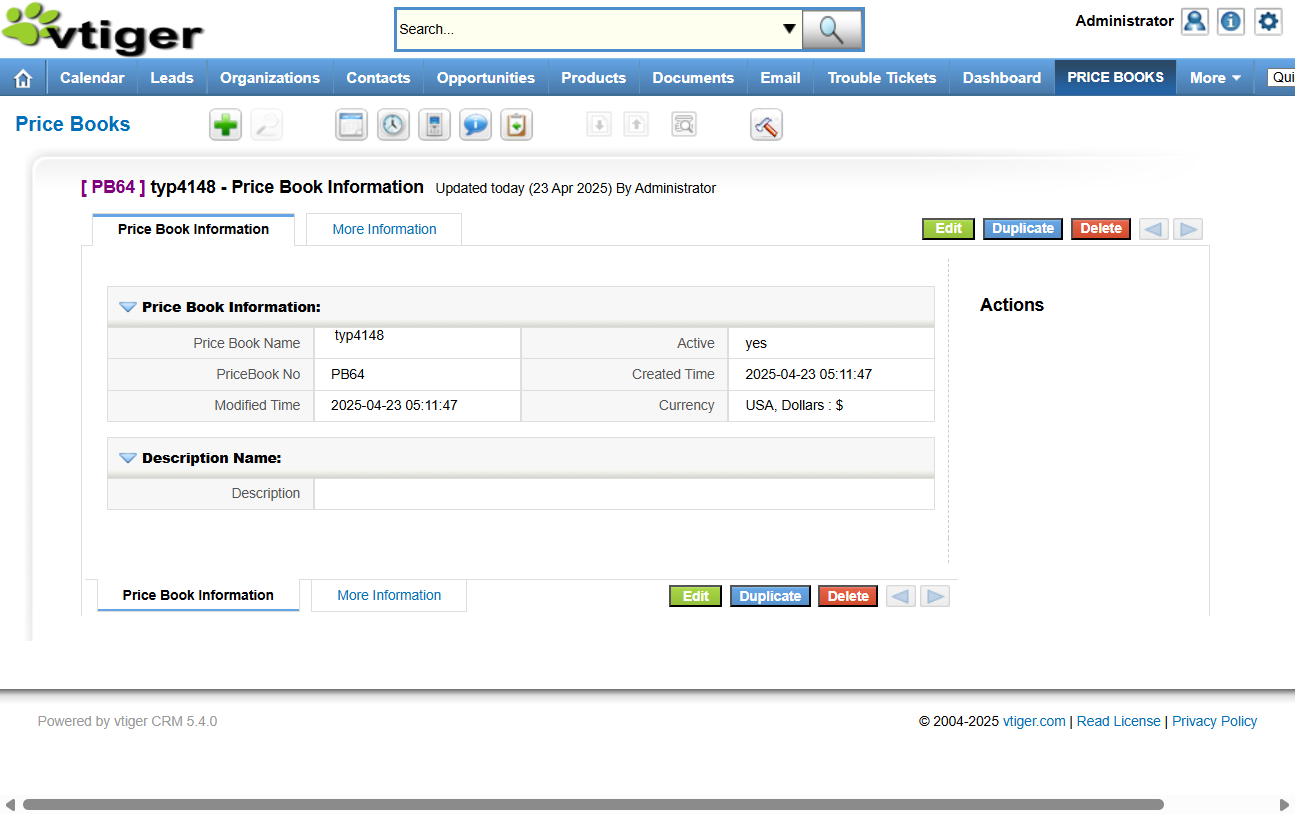 vtiger
Search...
Administrator
Calendar Leads Organizations Contacts Opportunities Products Documents Email Trouble Tickets Dashboard PRICE BOOKS More Qui
Price Books
[ PB64 ] typ4148 - Price Book Information Updated today (23 Apr 2025) By Administrator
Price Book Information More Information Edit Duplicate Delete
Price Book Information:
Price Book Name typ4148 Active yes
PriceBook No PB64 Created Time 2025-04-23 05:11:47
Modified Time 2025-04-23 05:11:47 Currency USA, Dollars : $
Actions
Description Name:
Description
Price Book Information More Information Edit Duplicate Delete
Powered by vtiger CRM 5.4.0 © 2004-2025 vtiger.com | Read License | Privacy Policy